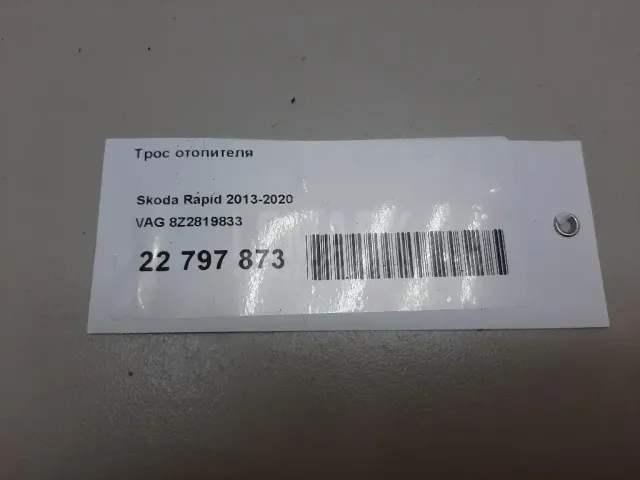 Трос отопителя
Skoda Rapid 2013-2020
VAG 8Z2819833
22 797 873